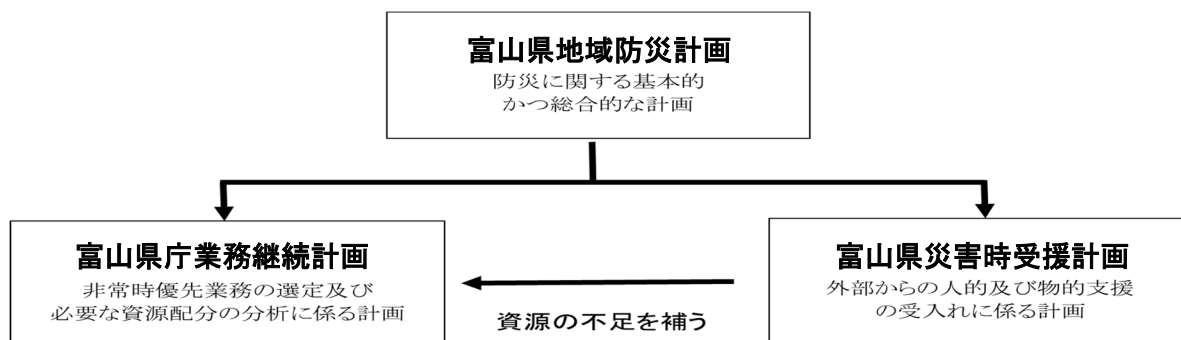 富山県地域防災計画
防災に関する基本的
かつ総合的な計画
富山県庁業務継続計画
非常時優先業務の選定及び
必要な資源配分の分析に係る計画
資源の不足を補う
富山県災害時受援計画
外部からの人的及び物的支援
の受入れに係る計画